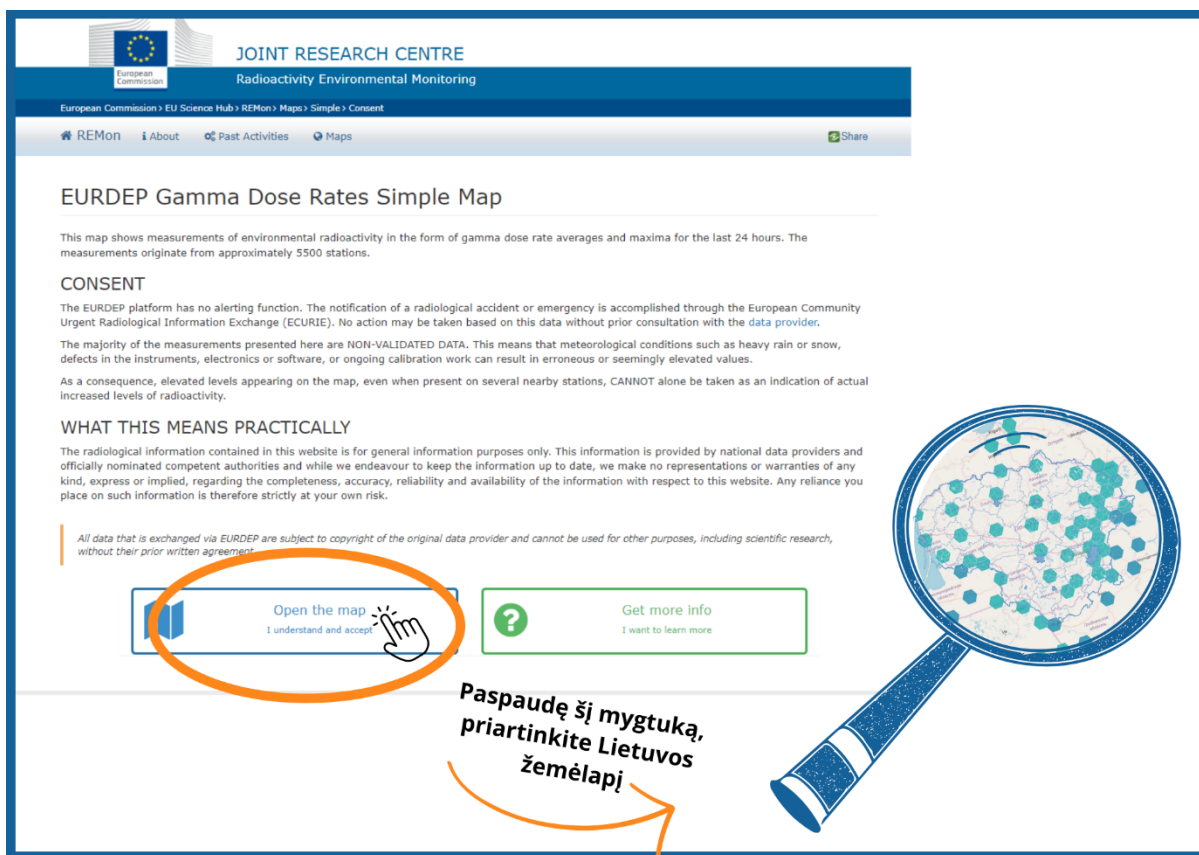 European
Commission
JOINT RESEARCH CENTRE
Radioactivity Environmental Monitoring
European Commission > EU Science Hub > REMon > Maps > Simple > Consent
REMon
About
Past Activities
Maps
Share
EURDEP Gamma Dose Rates Simple Map
This map shows measurements of environmental radioactivity in the form of gamma dose rate averages and maxima for the last 24 hours. The
measurements originate from approximately 5500 stations.
CONSENT
The EURDEP platform has no alerting function. The notification of a radiological accident or emergency is accomplished through the European Community
Urgent Radiological Information Exchange (ECURIE). No action may be taken based on this data without prior consultation with the data provider.
The majority of the measurements presented here are NON-VALIDATED DATA. This means that meteorological conditions such as heavy rain or snow,
defects in the instruments, electronics or software, or ongoing calibration work can result in erroneous or seemingly elevated values.
As a consequence, elevated levels appearing on the map, even when present on several nearby stations, CANNOT alone be taken as an indication of actual
increased levels of radioactivity.
WHAT THIS MEANS PRACTICALLY
The radiological information contained in this website is for general information purposes only. This information is provided by national data providers and
officially nominated competent authorities and while we endeavour to keep the information up to date, we make no representations or warranties of any
kind, express or implied, regarding the completeness, accuracy, reliability and availability of the information with respect to this website. Any reliance you
place on such information is therefore strictly at your own risk.
All data that is exchanged via EURDEP are subject to copyright of the original data provider and cannot be used for other purposes, including scientific research,
without their prior written agreement.
Open the map
I understand and accept
Get more info
I want to learn more
Paspaudę šį mygtuką,
priartinkite Lietuvos
žemėlapį